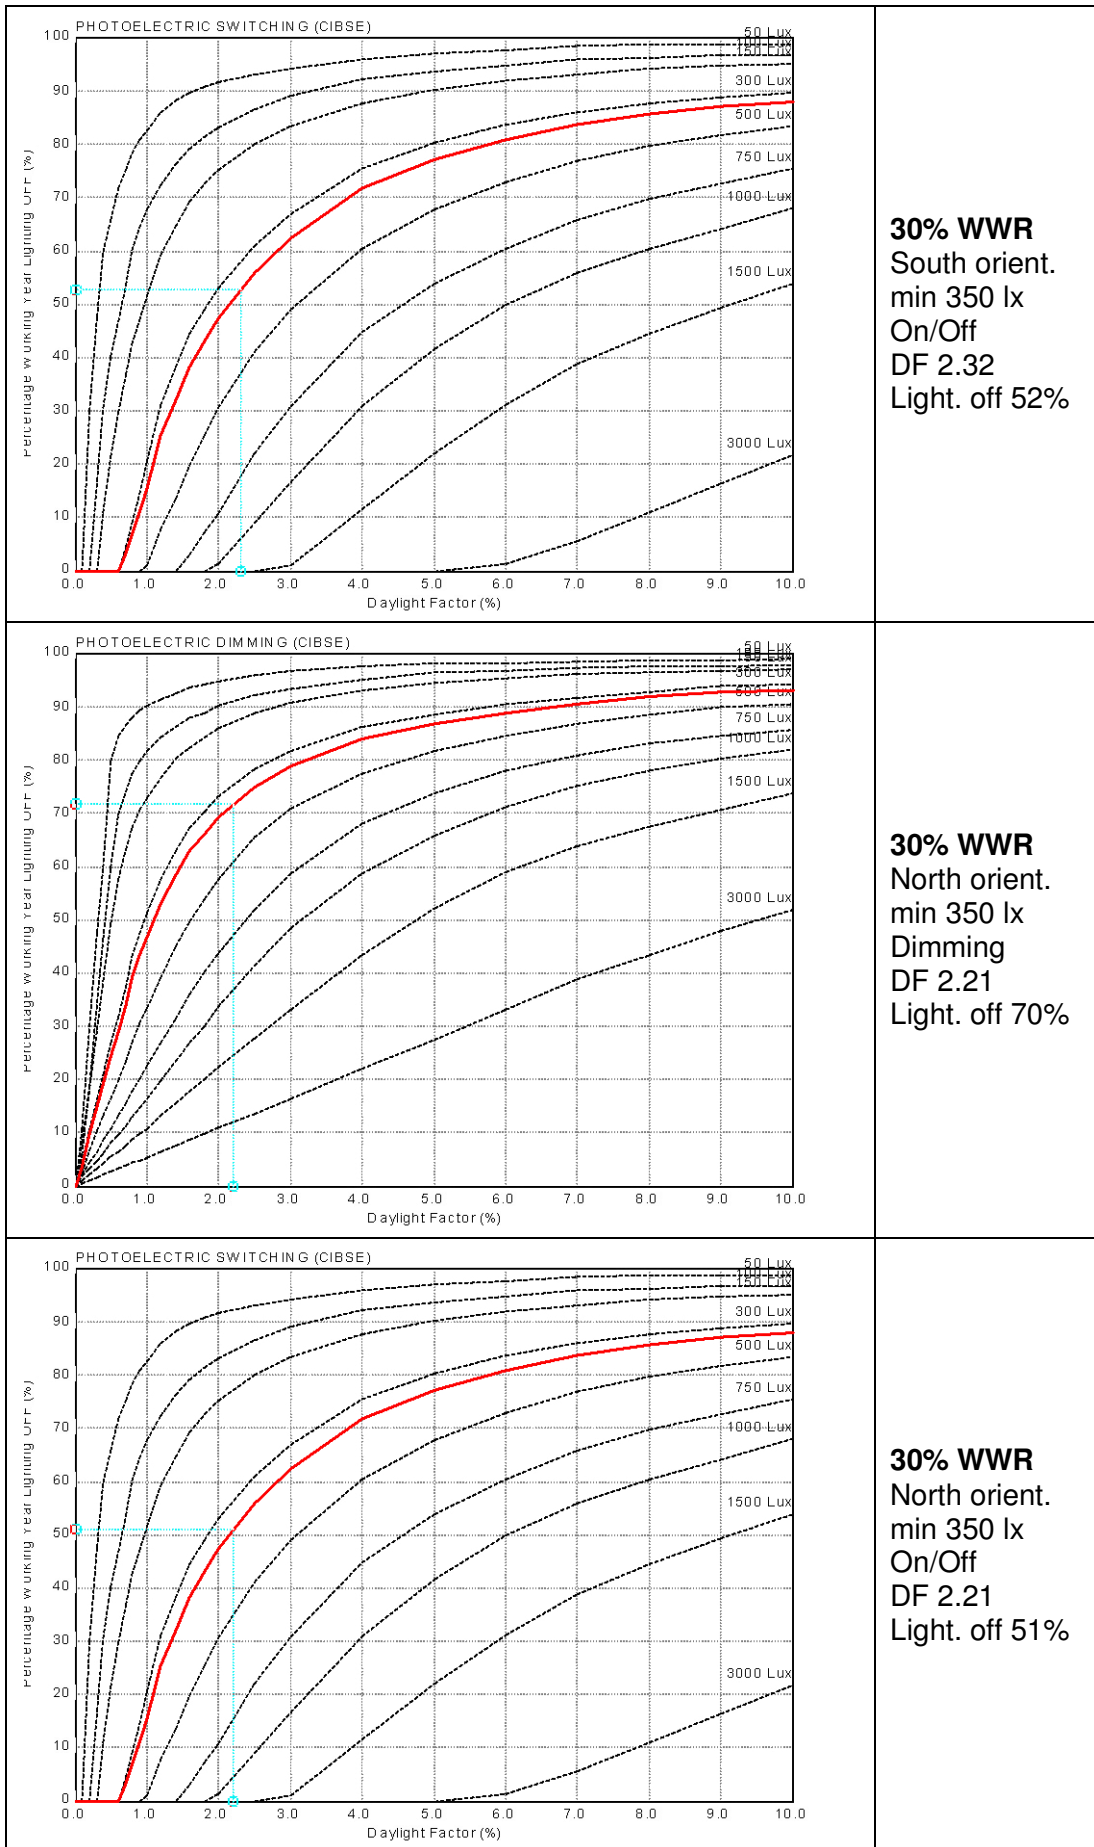 PHOTOELECTRIC SWITCHING (CIBSE)
50 Lux
100 Lux
150 Lux
300 Lux
500 Lux
750 Lux
1000 Lux
1500 Lux
3000 Lux
100
90
80
70
60
50
40
30
20
10
0
0.0 1.0 2.0 3.0 4.0 5.0 6.0 7.0 8.0 9.0 10.0
Daylight Factor (%)
30% WWR
South orient.
min 350 lx
On/Off
DF 2.32
Light. off 52%
PHOTOELECTRIC DIMMING (CIBSE)
50 Lux
300 Lux
500 Lux
750 Lux
1000 Lux
1500 Lux
3000 Lux
100
90
80
70
60
50
40
30
20
10
0
0.0 1.0 2.0 3.0 4.0 5.0 6.0 7.0 8.0 9.0 10.0
Daylight Factor (%)
30% WWR
North orient.
min 350 lx
Dimming
DF 2.21
Light. off 70%
PHOTOELECTRIC SWITCHING (CIBSE)
50 Lux
100 Lux
150 Lux
300 Lux
500 Lux
750 Lux
1000 Lux
1500 Lux
3000 Lux
100
90
80
70
60
50
40
30
20
10
0
0.0 1.0 2.0 3.0 4.0 5.0 6.0 7.0 8.0 9.0 10.0
Daylight Factor (%)
30% WWR
North orient.
min 350 lx
On/Off
DF 2.21
Light. off 51%